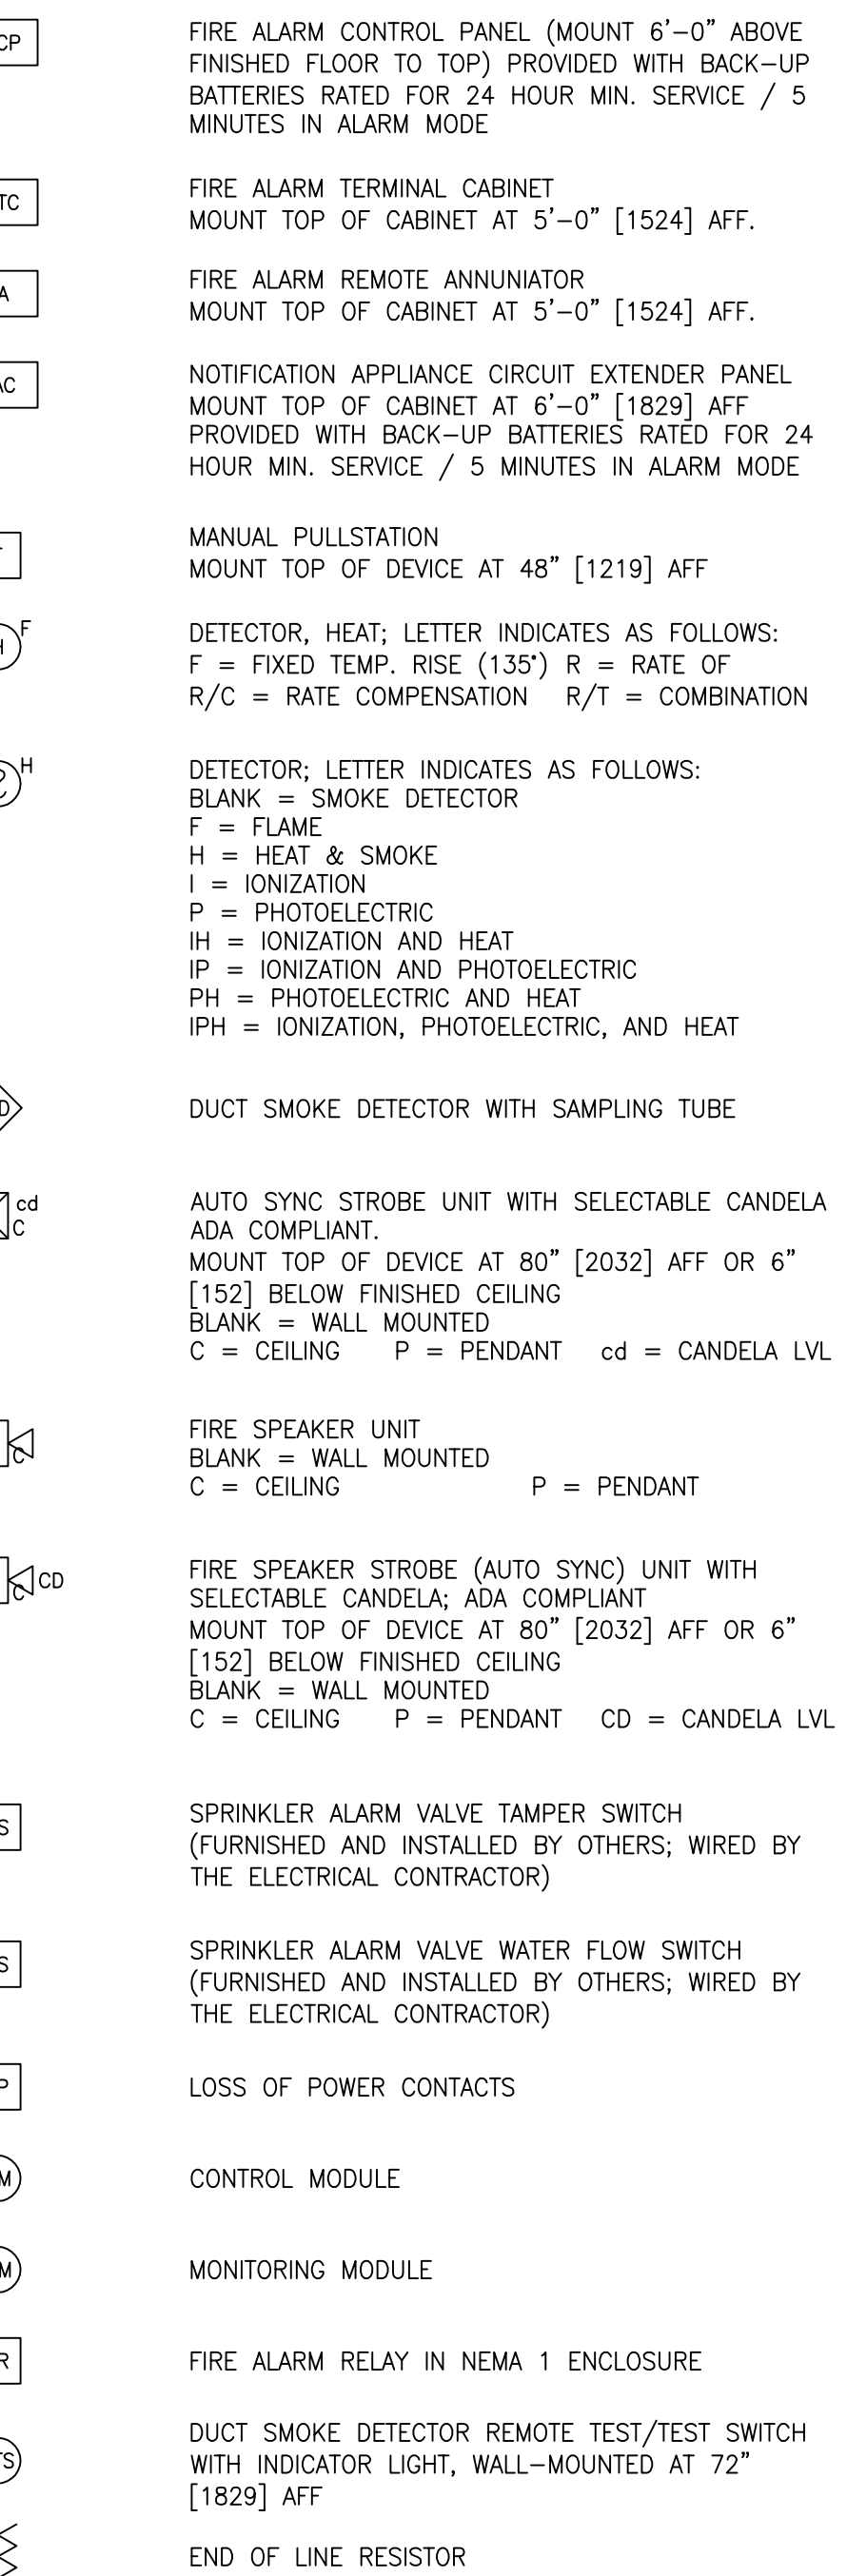 CP FIRE ALARM CONTROL PANEL (MOUNT 6'-0" ABOVE
FINISHED FLOOR TO TOP) PROVIDED WITH BACK-UP
BATTERIES RATED FOR 24 HOUR MIN. SERVICE / 5
MINUTES IN ALARM MODE
TC FIRE ALARM TERMINAL CABINET
MOUNT TOP OF CABINET AT 5'-0" [1524] AFF.
A FIRE ALARM REMOTE ANNUNIATOR
MOUNT TOP OF CABINET AT 5'-0" [1524] AFF.
AC NOTIFICATION APPLIANCE CIRCUIT EXTENDER PANEL
MOUNT TOP OF CABINET AT 6'-0" [1829] AFF
PROVIDED WITH BACK-UP BATTERIES RATED FOR 24
HOUR MIN. SERVICE / 5 MINUTES IN ALARM MODE
MANUAL PULLSTATION
MOUNT TOP OF DEVICE AT 48" [1219] AFF
H F DETECTOR, HEAT; LETTER INDICATES AS FOLLOWS:
F = FIXED TEMP. RISE (135°) R = RATE OF
R/C = RATE COMPENSATION R/T = COMBINATION
H DETECTOR; LETTER INDICATES AS FOLLOWS:
BLANK = SMOKE DETECTOR
F = FLAME
H = HEAT & SMOKE
I = IONIZATION
P = PHOTOELECTRIC
IH = IONIZATION AND HEAT
IP = IONIZATION AND PHOTOELECTRIC
PH = PHOTOELECTRIC AND HEAT
IPH = IONIZATION, PHOTOELECTRIC, AND HEAT
D DUCT SMOKE DETECTOR WITH SAMPLING TUBE
cd AUTO SYNC STROBE UNIT WITH SELECTABLE CANDELA
C ADA COMPLIANT.
MOUNT TOP OF DEVICE AT 80" [2032] AFF OR 6"
[152] BELOW FINISHED CEILING
BLANK = WALL MOUNTED
C = CEILING P = PENDANT cd = CANDELA LVL
FIRE SPEAKER UNIT
C BLANK = WALL MOUNTED
C = CEILING P = PENDANT
C CD FIRE SPEAKER STROBE (AUTO SYNC) UNIT WITH
SELECTABLE CANDELA; ADA COMPLIANT
MOUNT TOP OF DEVICE AT 80" [2032] AFF OR 6"
[152] BELOW FINISHED CEILING
BLANK = WALL MOUNTED
C = CEILING P = PENDANT CD = CANDELA LVL
S SPRINKLER ALARM VALVE TAMPER SWITCH
(FURNISHED AND INSTALLED BY OTHERS; WIRED BY
THE ELECTRICAL CONTRACTOR)
S SPRINKLER ALARM VALVE WATER FLOW SWITCH
(FURNISHED AND INSTALLED BY OTHERS; WIRED BY
THE ELECTRICAL CONTRACTOR)
P LOSS OF POWER CONTACTS
M CONTROL MODULE
M MONITORING MODULE
R FIRE ALARM RELAY IN NEMA 1 ENCLOSURE
TS DUCT SMOKE DETECTOR REMOTE TEST/TEST SWITCH
WITH INDICATOR LIGHT, WALL-MOUNTED AT 72"
[1829] AFF
END OF LINE RESISTOR